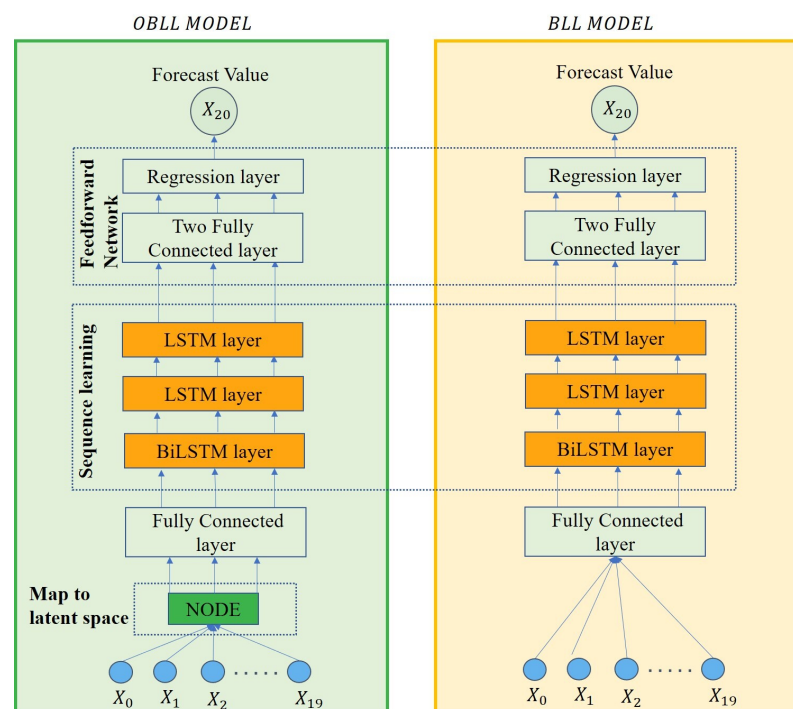 OBLL MODEL
BLL MODEL
Forecast Value
X20
Regression layer
Two Fully
Connected layer
Feedforward
Network
LSTM layer
LSTM layer
BiLSTM layer
Sequence learning
Fully Connected
layer
Map to
latent space
NODE
X0 X1 X2 ..... X19
Forecast Value
X20
Regression layer
Two Fully
Connected layer
LSTM layer
LSTM layer
BiLSTM layer
Fully Connected
layer
X0 X1 X2 ..... X19